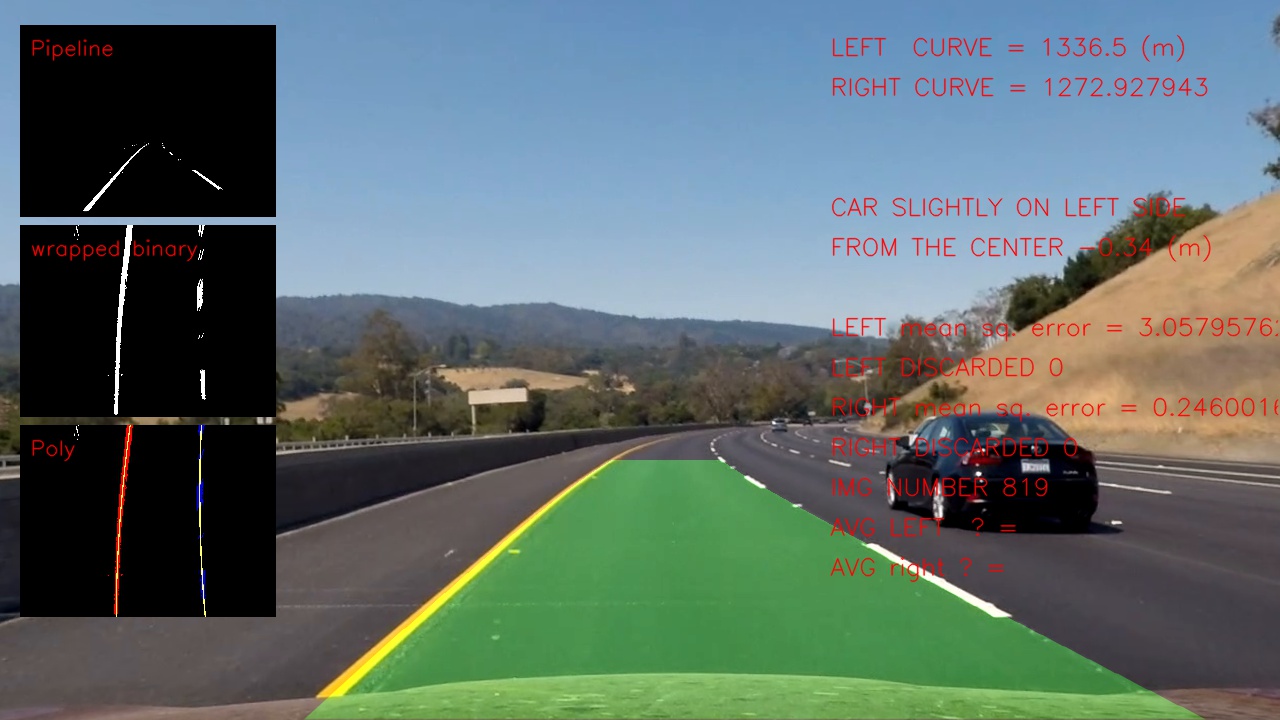 Pipeline
wrapped binary
Poly
LEFT CURVE = 1336.5 (m)
RIGHT CURVE = 1272.927943
CAR SLIGHTLY ON LEFT SIDE
FROM THE CENTER -0.34 (m)
LEFT mean sq. error = 3.0579576
LEFT DISCARDED 0
RIGHT mean sq. error = 0.2460016
RIGHT DISCARDED 0
IMG NUMBER 819
AVG LEFT ? =
AVG right ? =